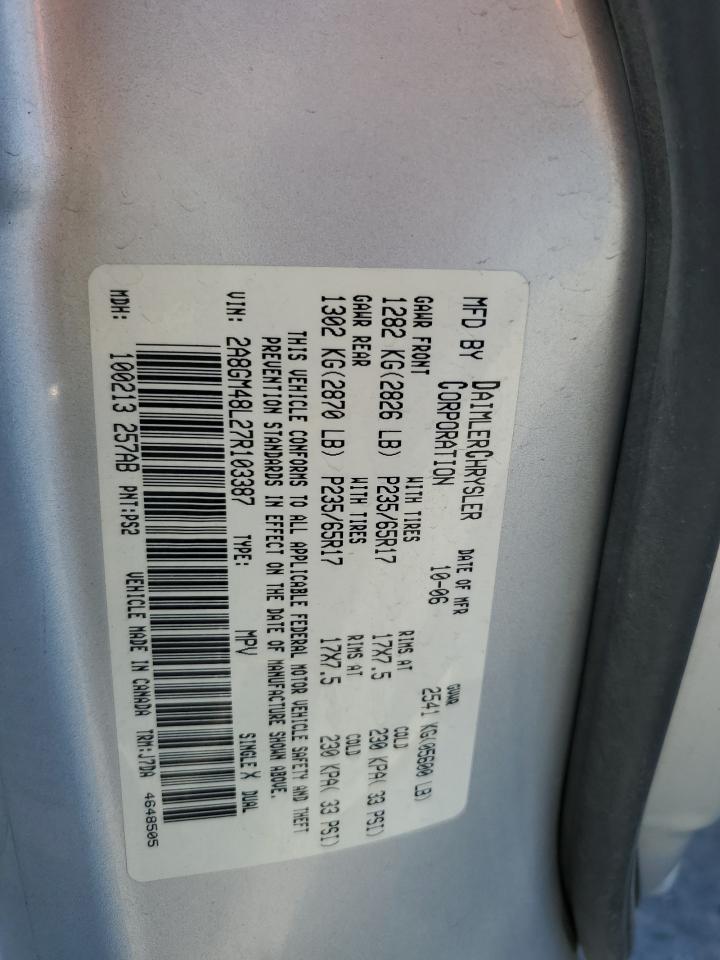 MFD BY DAIMLERCHRYSLER CORPORATION
DATE OF MFR 10-06
GVWR 2541 KG(05600 LB)
GAWR FRONT WITH TIRES RIMS AT COLD
1282 KG(2826 LB) P235/65R17 17X7.5 230 KPA( 33 PSI)
GAWR REAR WITH TIRES RIMS AT COLD
1302 KG(2870 LB) P235/65R17 17X7.5 230 KPA( 33 PSI)
THIS VEHICLE CONFORMS TO ALL APPLICABLE FEDERAL MOTOR VEHICLE SAFETY AND THEFT
PREVENTION STANDARDS IN EFFECT ON THE DATE OF MANUFACTURE SHOWN ABOVE.
VIN: 2A8GM48L27R103387 TYPE: MPV SINGLE X DUAL
MDH: 100213 257AB PNT:PS2 VEHICLE MADE IN CANADA TRM:J7DA 4648505